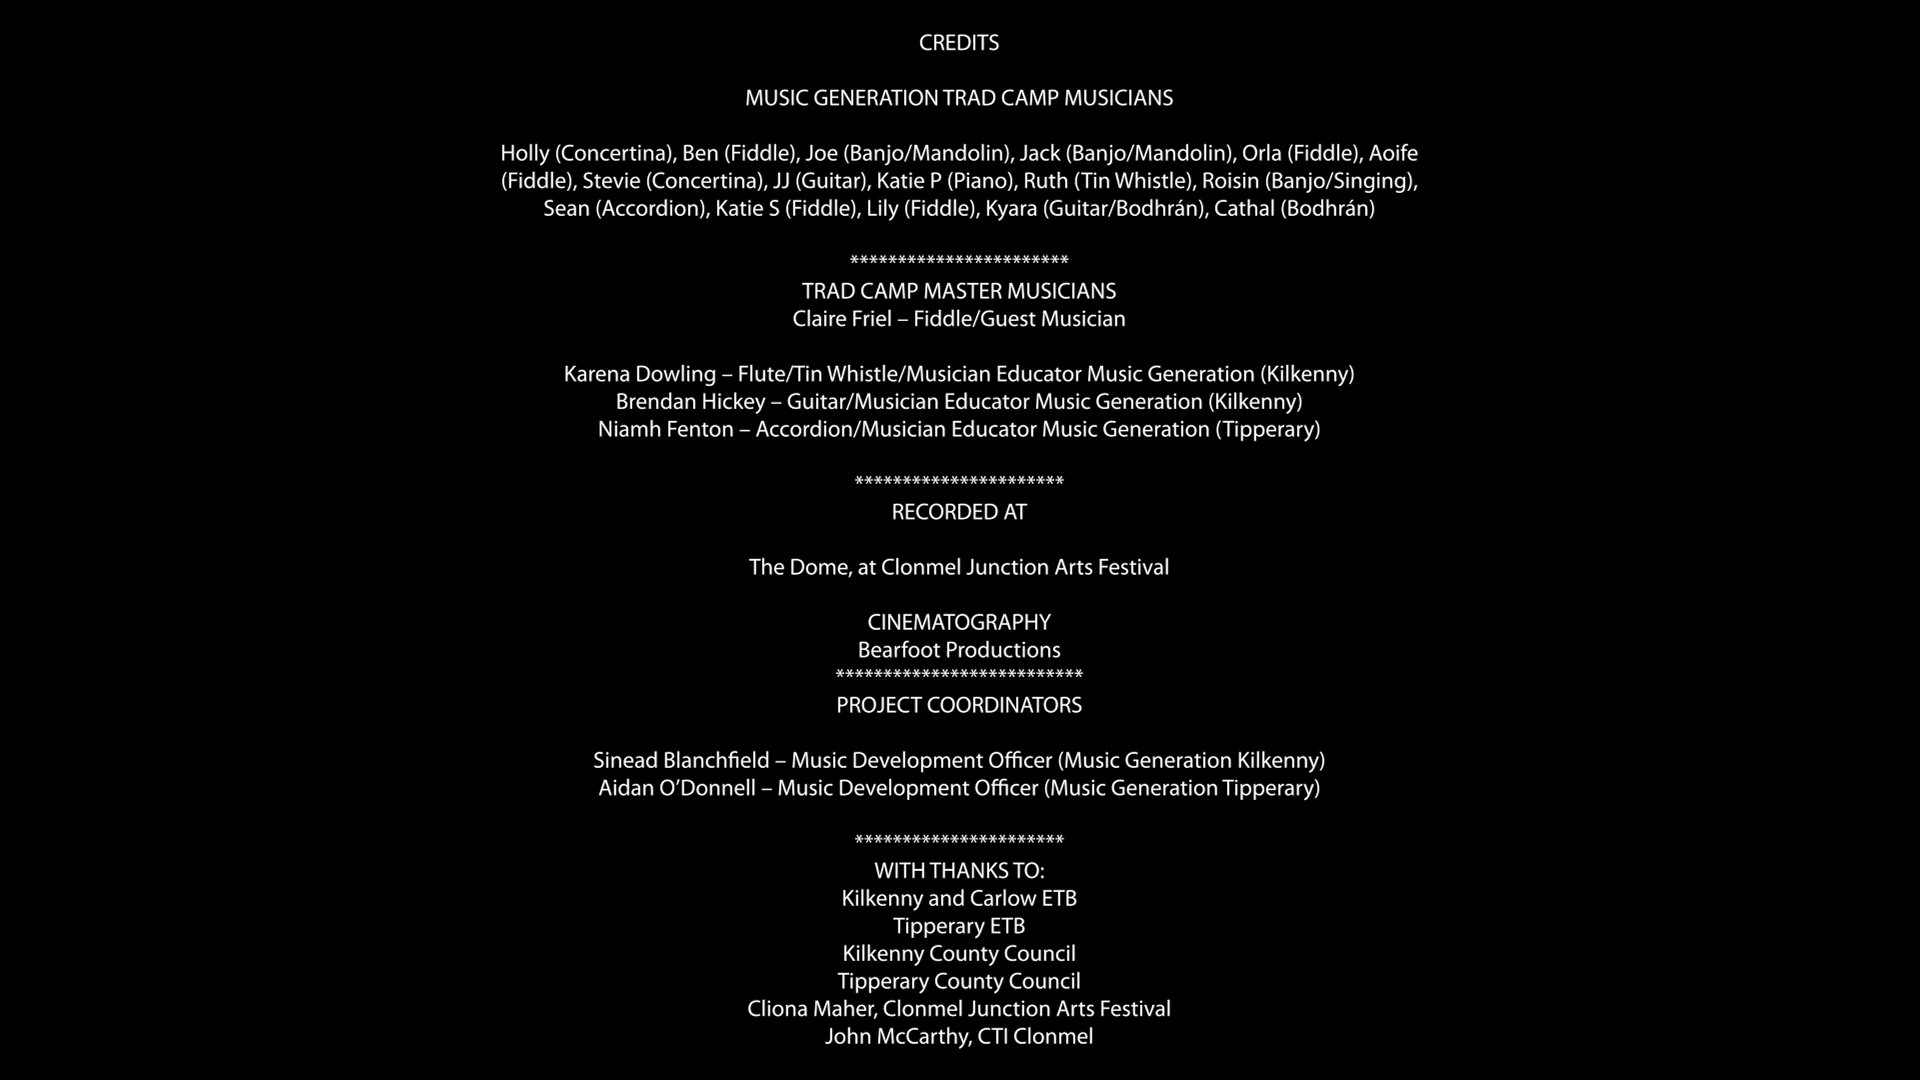 CREDITS
MUSIC GENERATION TRAD CAMP MUSICIANS
Holly (Concertina), Ben (Fiddle), Joe (Banjo/Mandolin), Jack (Banjo/Mandolin), Orla (Fiddle), Aoife
(Fiddle), Stevie (Concertina), JJ (Guitar), Katie P (Piano), Ruth (Tin Whistle), Roisin (Banjo/Singing),
Sean (Accordion), Katie S (Fiddle), Lily (Fiddle), Kyara (Guitar/Bodhrán), Cathal (Bodhrán)
***********************
TRAD CAMP MASTER MUSICIANS
Claire Friel – Fiddle/Guest Musician
Karena Dowling – Flute/Tin Whistle/Musician Educator Music Generation (Kilkenny)
Brendan Hickey – Guitar/Musician Educator Music Generation (Kilkenny)
Niamh Fenton – Accordion/Musician Educator Music Generation (Tipperary)
**********************
RECORDED AT
The Dome, at Clonmel Junction Arts Festival
CINEMATOGRAPHY
Bearfoot Productions
**************************
PROJECT COORDINATORS
Sinead Blanchfield – Music Development Officer (Music Generation Kilkenny)
Aidan O’Donnell – Music Development Officer (Music Generation Tipperary)
**********************
WITH THANKS TO:
Kilkenny and Carlow ETB
Tipperary ETB
Kilkenny County Council
Tipperary County Council
Cliona Maher, Clonmel Junction Arts Festival
John McCarthy, CTI Clonmel